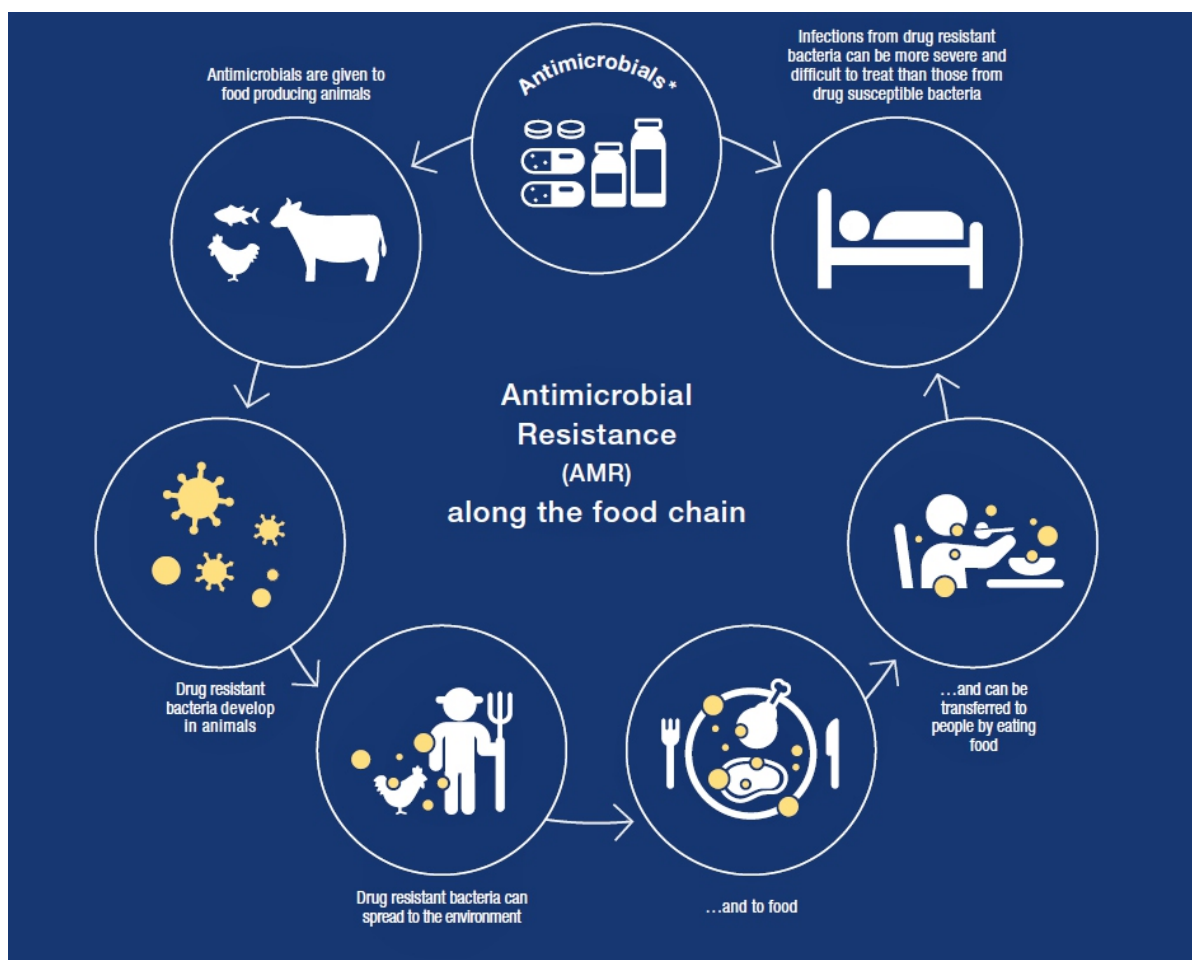 Antimicrobials*
Antimicrobials are given to
food producing animals
Infections from drug resistant
bacteria can be more severe and
difficult to treat than those from
drug susceptible bacteria
Antimicrobial
Resistance
(AMR)
along the food chain
Drug resistant
bacteria develop
in animals
Drug resistant bacteria can
spread to the environment
…and to food
…and can be
transferred to
people by eating
food